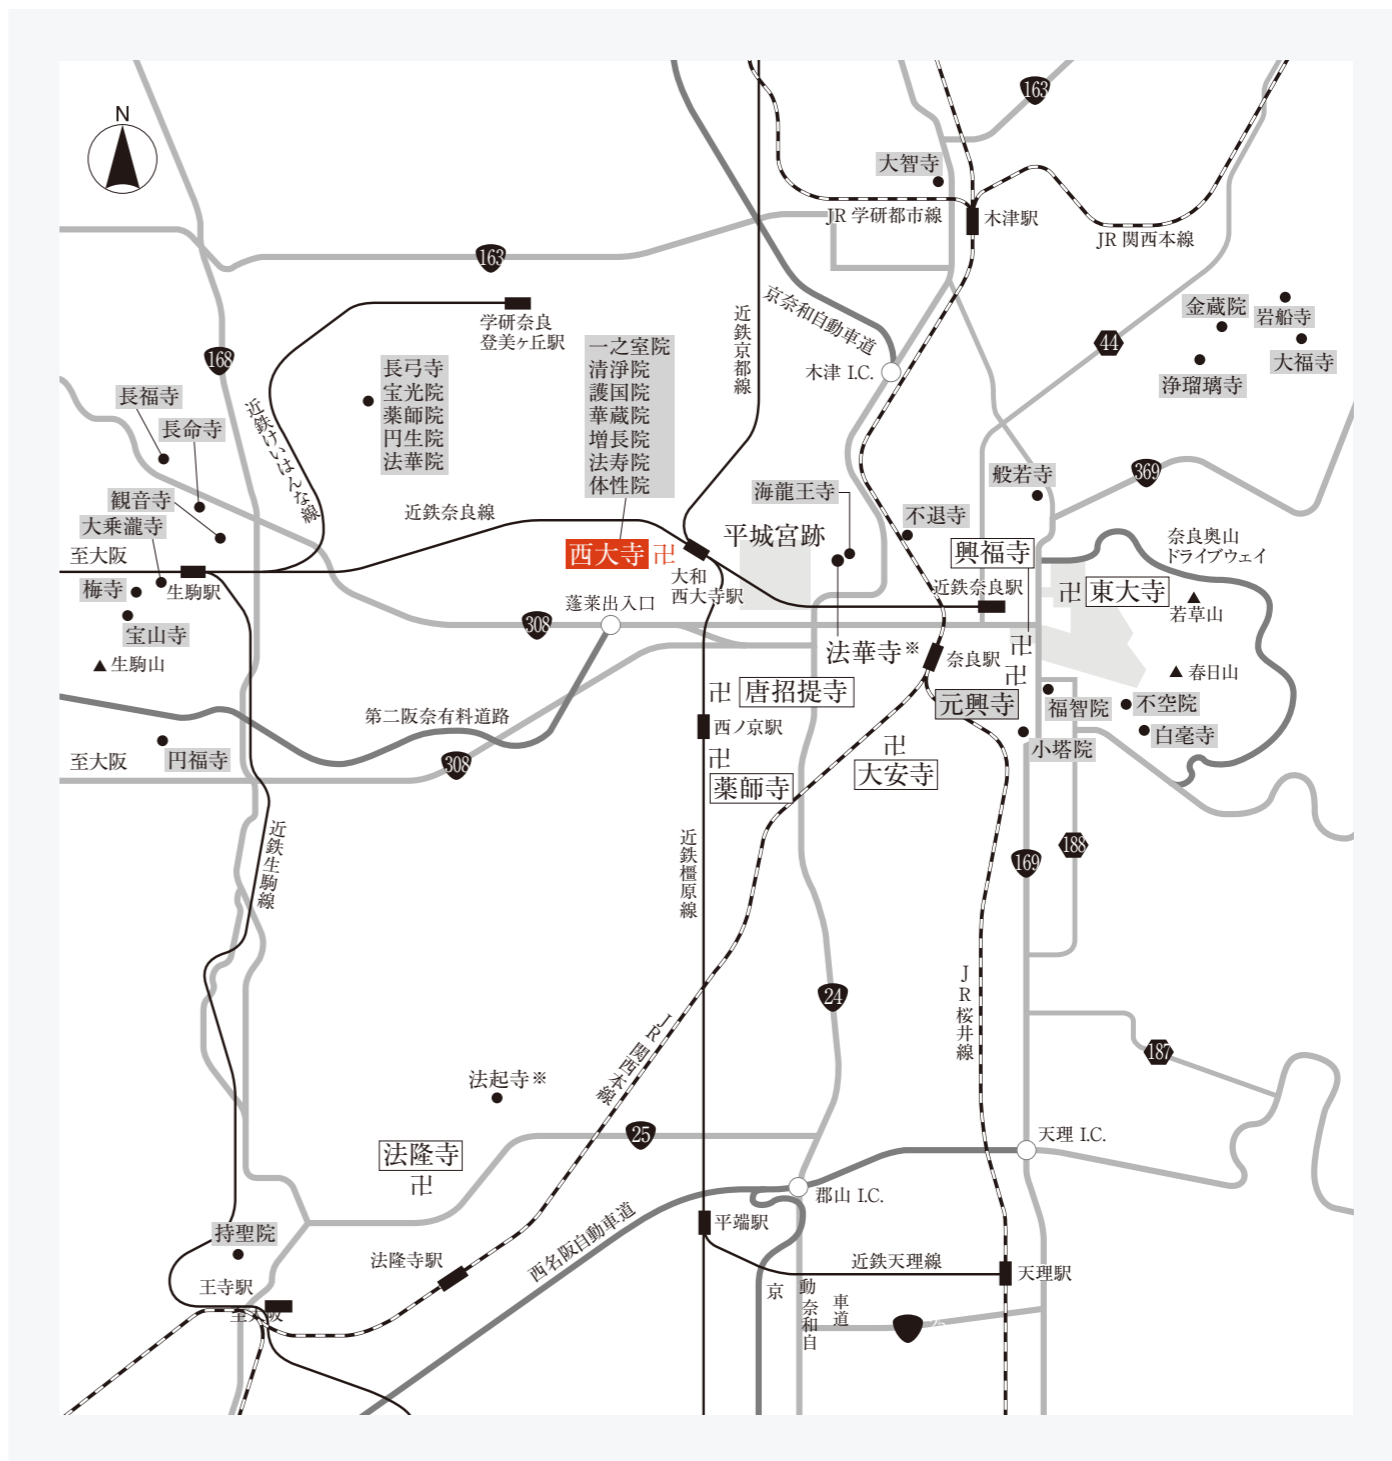 N
163
大智寺
JR 学研都市線
木津駅
JR 関西本線
163
京奈和自動車道
近鉄京都線
学研奈良
登美ヶ丘駅
金蔵院
岩船寺
大福寺
浄瑠璃寺
44
168
木津 I.C.
長弓寺
宝光院
薬師院
円生院
法華院
一之室院
清淨院
護国院
華蔵院
増長院
法寿院
体性院
長福寺
長命寺
近鉄けいはんな線
観音寺
大乗瀧寺
近鉄奈良線
海龍王寺
般若寺
369
不退寺
平城宮跡
西大寺
卍
興福寺
奈良奥山
ドライブウェイ
至大阪
生駒駅
大和
西大寺駅
近鉄奈良駅
卍
東大寺
若草山
梅寺
宝山寺
蓬莱出入口
308
生駒山
法華寺※
奈良駅
卍
卍
春日山
卍
唐招提寺
元興寺
福智院
不空院
第二阪奈有料道路
西ノ京駅
白毫寺
小塔院
円福寺
至大阪
308
卍
薬師寺
卍
大安寺
近鉄生駒線
近鉄橿原線
169
188
24
JR桜井線
JR関西本線
187
法起寺※
25
法隆寺
卍
天理 I.C.
郡山 I.C.
持聖院
平端駅
西名阪自動車道
法隆寺駅
近鉄天理線
天理駅
王寺駅
至大阪
京
動
奈和自
車道
25